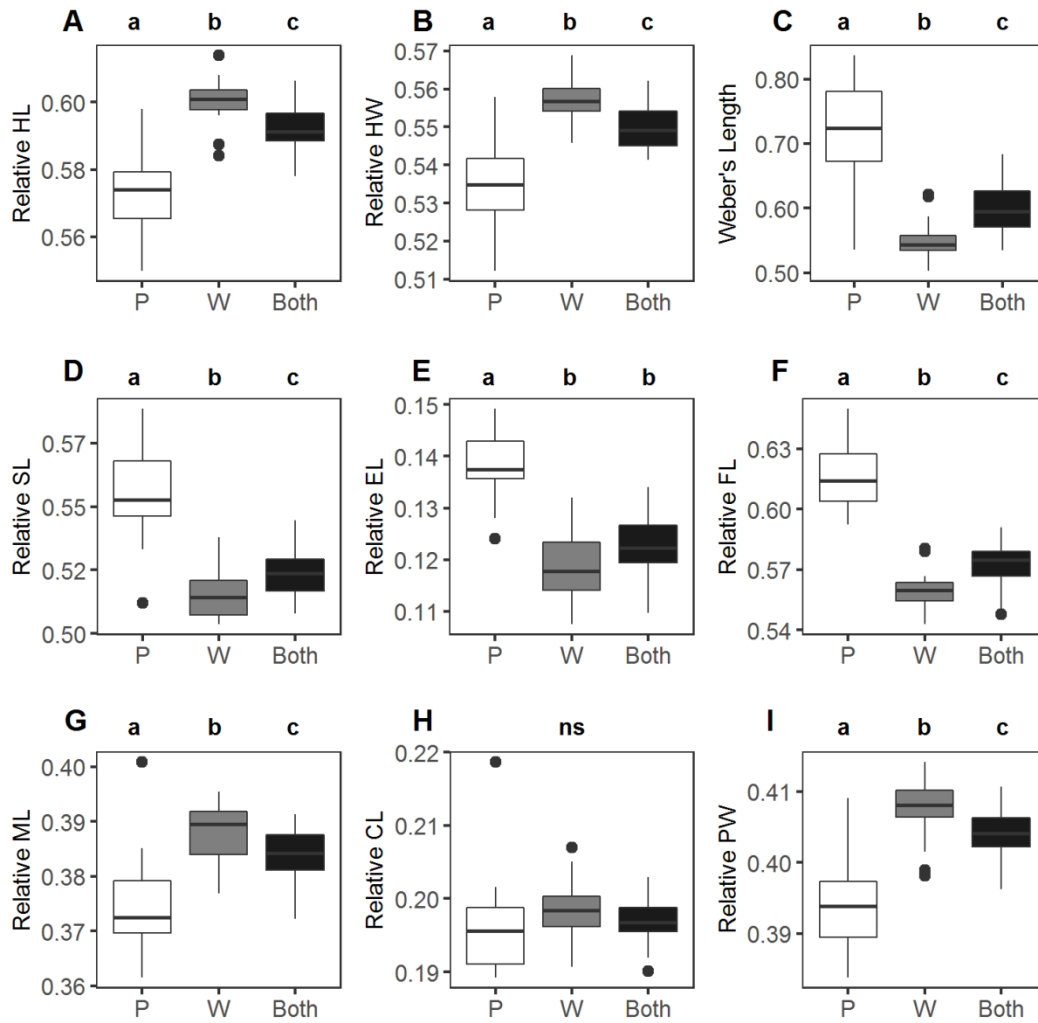 A a b c
Relative HL
0.60
0.58
0.56
P W Both
B a b c
Relative HW
0.57
0.56
0.55
0.54
0.53
0.52
0.51
P W Both
C a b c
Weber's Length
0.80
0.70
0.60
0.50
P W Both
D a b c
Relative SL
0.57
0.55
0.52
0.50
P W Both
E a b b
Relative EL
0.15
0.14
0.13
0.12
0.11
P W Both
F a b c
Relative FL
0.63
0.60
0.57
0.54
P W Both
G a b c
Relative ML
0.40
0.39
0.38
0.37
0.36
P W Both
H ns
Relative CL
0.22
0.21
0.20
0.19
P W Both
I a b c
Relative PW
0.41
0.40
0.39
P W Both